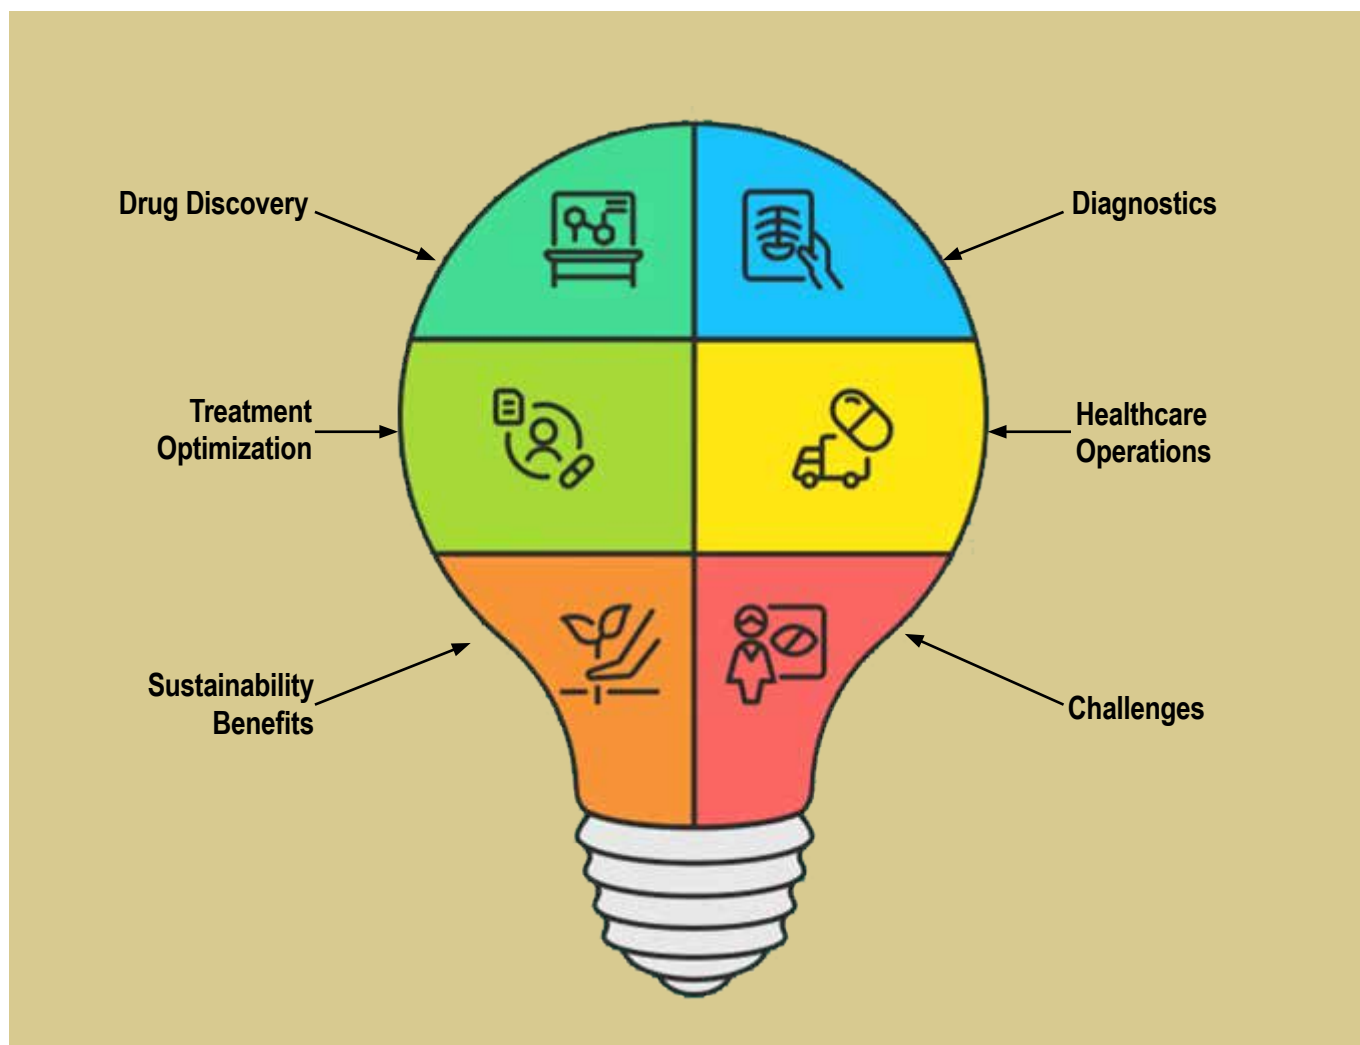 Drug Discovery
Diagnostics
Treatment
Optimization
Healthcare
Operations
Sustainability
Benefits
Challenges